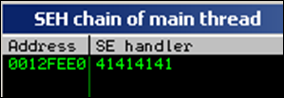 SEH chain of main thread
Address SE handler
0012FEE0 41414141